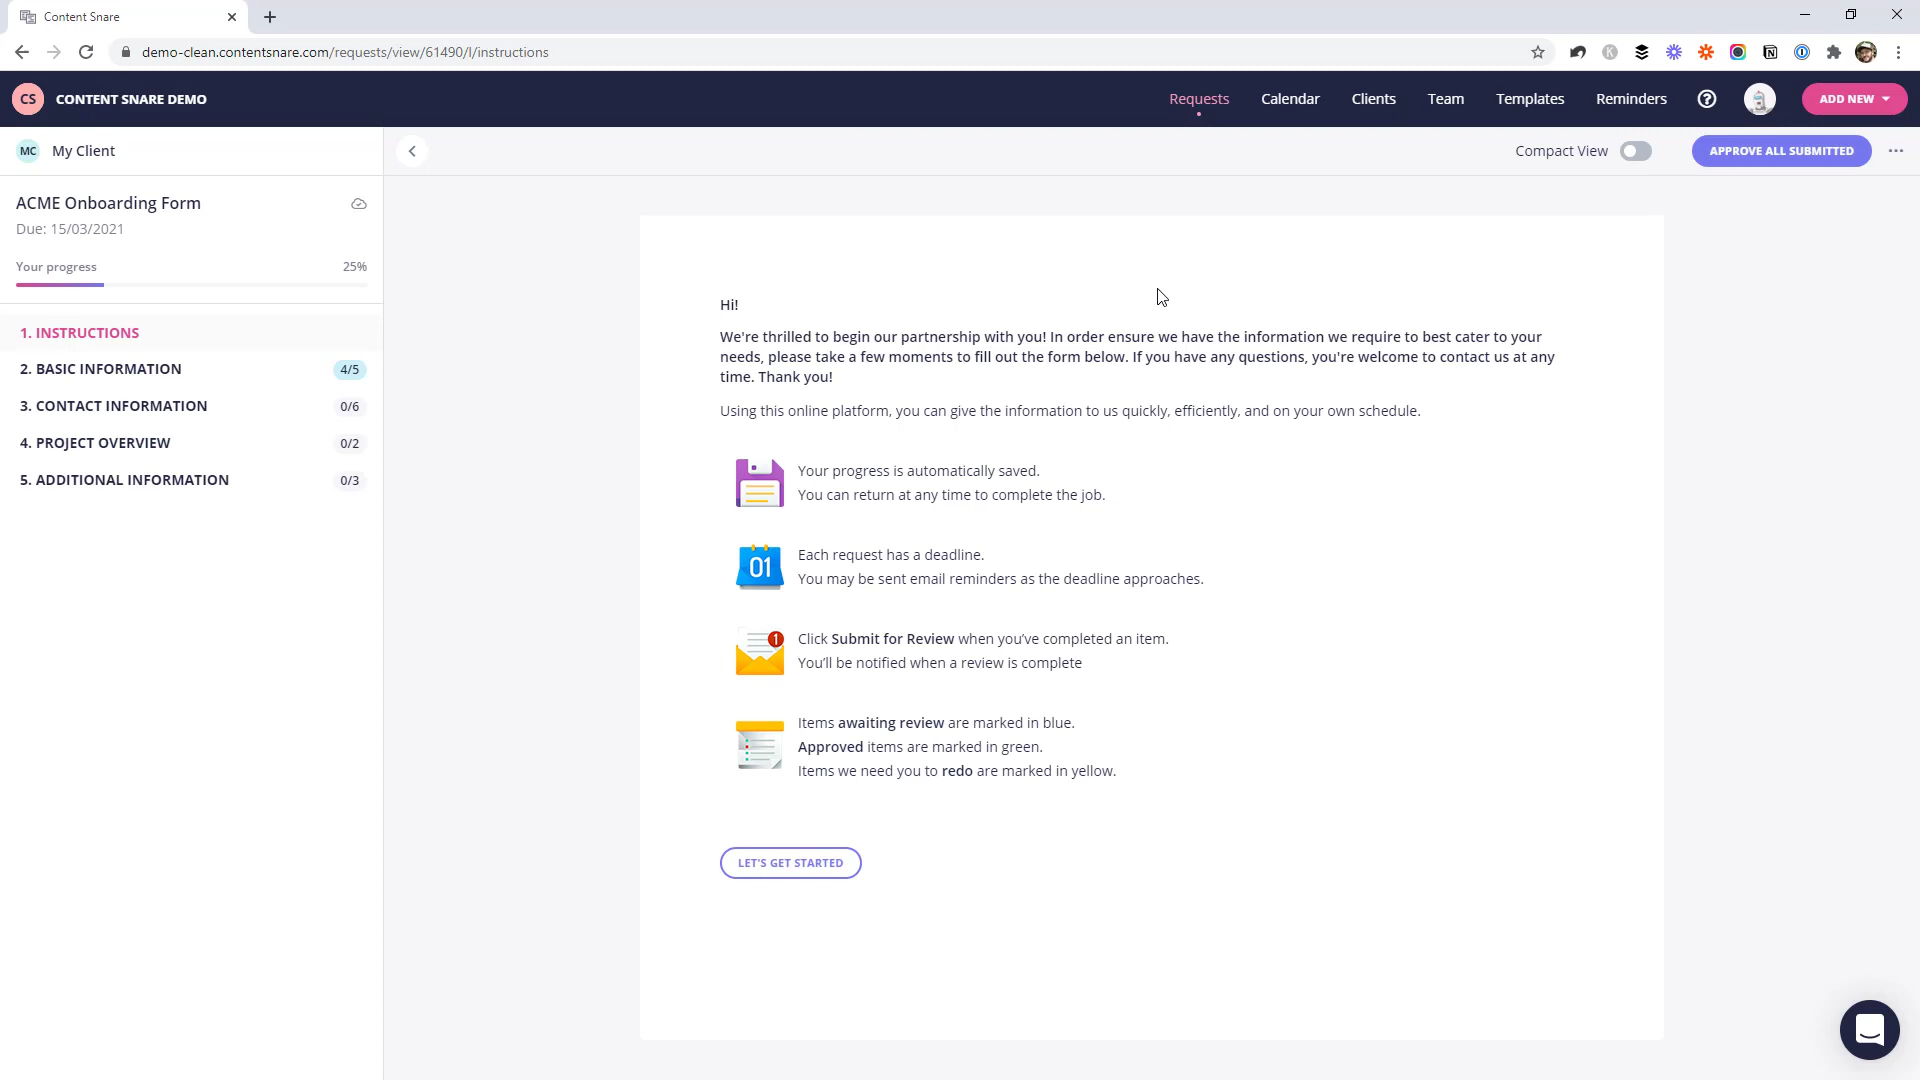 Content Snare
demo-clean.contentsnare.com/requests/view/61490/l/instructions
CS
CONTENT SNARE DEMO
Requests
Calendar
Clients
Team
Templates
Reminders
ADD NEW
MC
My Client
Compact View
APPROVE ALL SUBMITTED
ACME Onboarding Form
Due: 15/03/2021
Your progress
25%
1. INSTRUCTIONS
2. BASIC INFORMATION
4/5
3. CONTACT INFORMATION
0/6
4. PROJECT OVERVIEW
0/2
5. ADDITIONAL INFORMATION
0/3
Hi!
We're thrilled to begin our partnership with you! In order ensure we have the information we require to best cater to your
needs, please take a few moments to fill out the form below. If you have any questions, you're welcome to contact us at any
time. Thank you!
Using this online platform, you can give the information to us quickly, efficiently, and on your own schedule.
Your progress is automatically saved.
You can return at any time to complete the job.
01
Each request has a deadline.
You may be sent email reminders as the deadline approaches.
1
Click Submit for Review when you’ve completed an item.
You’ll be notified when a review is complete
Items awaiting review are marked in blue.
Approved items are marked in green.
Items we need you to redo are marked in yellow.
LET'S GET STARTED